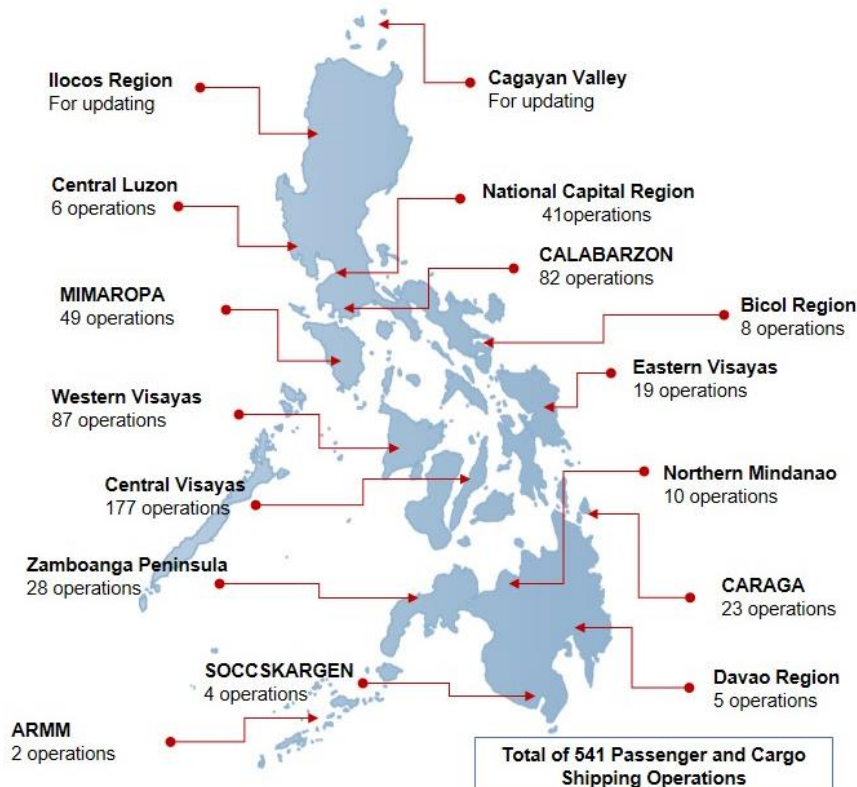 Ilocos Region
For updating
Cagayan Valley
For updating
Central Luzon
6 operations
National Capital Region
41operations
CALABARZON
82 operations
MIMAROPA
49 operations
Bicol Region
8 operations
Eastern Visayas
19 operations
Western Visayas
87 operations
Northern Mindanao
10 operations
Central Visayas
177 operations
Zamboanga Peninsula
28 operations
CARAGA
23 operations
SOCCSKARGEN
4 operations
Davao Region
5 operations
ARMM
2 operations
Total of 541 Passenger and Cargo
Shipping Operations